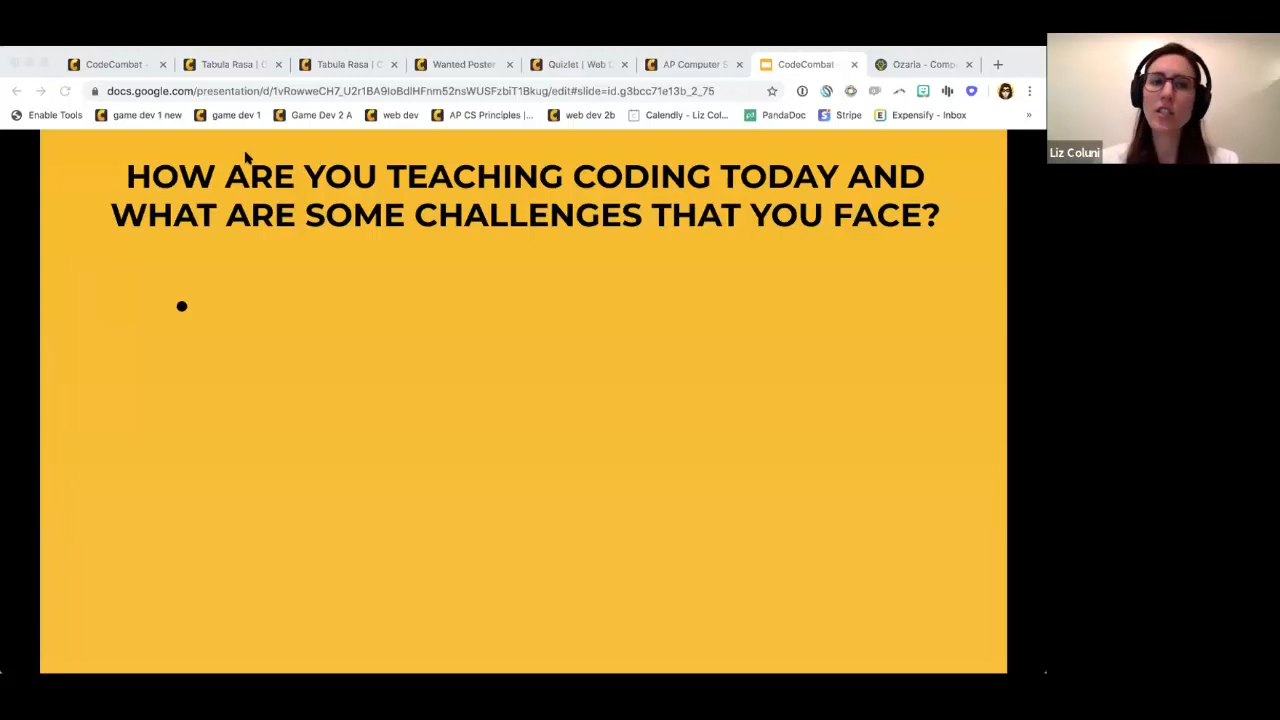 CodeCombat -
Tabula Rasa | C
Tabula Rasa | C
Wanted Poster
Quizlet | Web D
AP Computer S
CodeCombat
Ozaria - Comp
docs.google.com/presentation/d/1vRowweCH7_U2r1BA9IoBdlHFnm523sWUSFzbiT1Bkug/edit#slide=id.g3bcc71e13b_2_75
Enable Tools
game dev 1 new
game dev 1
Game Dev 2 A
web dev
AP CS Principles |...
web dev 2b
Calendly - Liz Col...
PandaDoc
Stripe
Expensify - Inbox
»
HOW ARE YOU TEACHING CODING TODAY AND
WHAT ARE SOME CHALLENGES THAT YOU FACE?
Liz Coluni